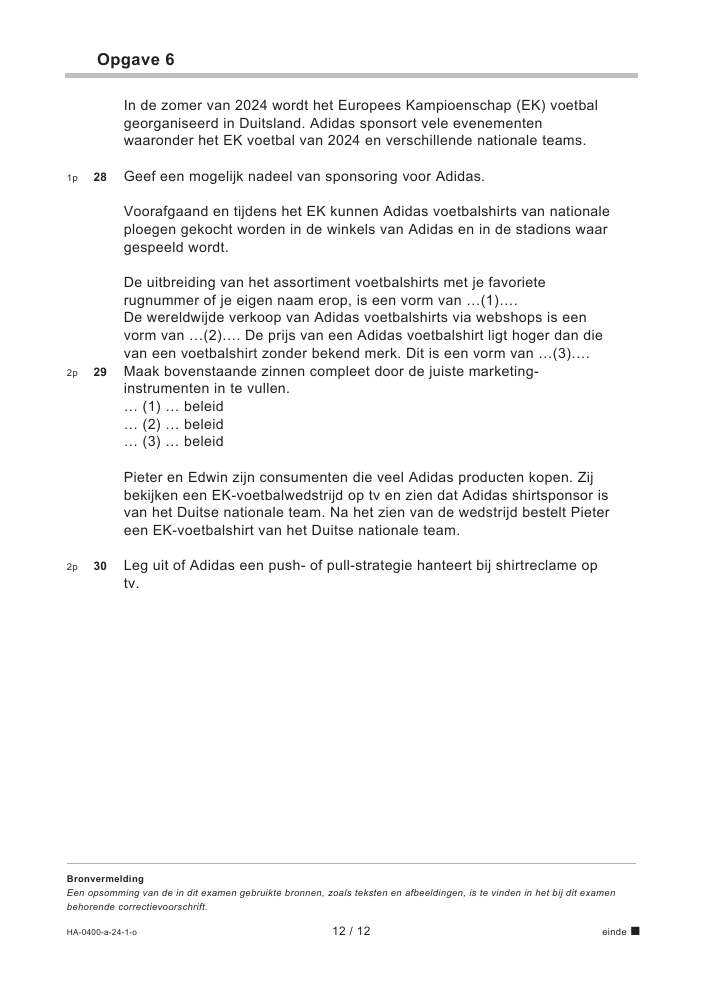 Opgave 6
In de zomer van 2024 wordt het Europees Kampioenschap (EK) voetbal
georganiseerd in Duitsland. Adidas sponsort vele evenementen
waaronder het EK voetbal van 2024 en verschillende nationale teams.
1p 28 Geef een mogelijk nadeel van sponsoring voor Adidas.
Voorafgaand en tijdens het EK kunnen Adidas voetbalshirts van nationale
ploegen gekocht worden in de winkels van Adidas en in de stadions waar
gespeeld wordt.
De uitbreiding van het assortiment voetbalshirts met je favoriete
rugnummer of je eigen naam erop, is een vorm van …(1)….
De wereldwijde verkoop van Adidas voetbalshirts via webshops is een
vorm van …(2)…. De prijs van een Adidas voetbalshirt ligt hoger dan die
van een voetbalshirt zonder bekend merk. Dit is een vorm van …(3)….
2p 29 Maak bovenstaande zinnen compleet door de juiste marketing-
instrumenten in te vullen.
… (1) … beleid
… (2) … beleid
… (3) … beleid
Pieter en Edwin zijn consumenten die veel Adidas producten kopen. Zij
bekijken een EK-voetbalwedstrijd op tv en zien dat Adidas shirtsponsor is
van het Duitse nationale team. Na het zien van de wedstrijd bestelt Pieter
een EK-voetbalshirt van het Duitse nationale team.
2p 30 Leg uit of Adidas een push- of pull-strategie hanteert bij shirtreclame op
tv.
Bronvermelding
Een opsomming van de in dit examen gebruikte bronnen, zoals teksten en afbeeldingen, is te vinden in het bij dit examen
behorende correctievoorschrift.
HA-0400-a-24-1-o 12 / 12 einde ■